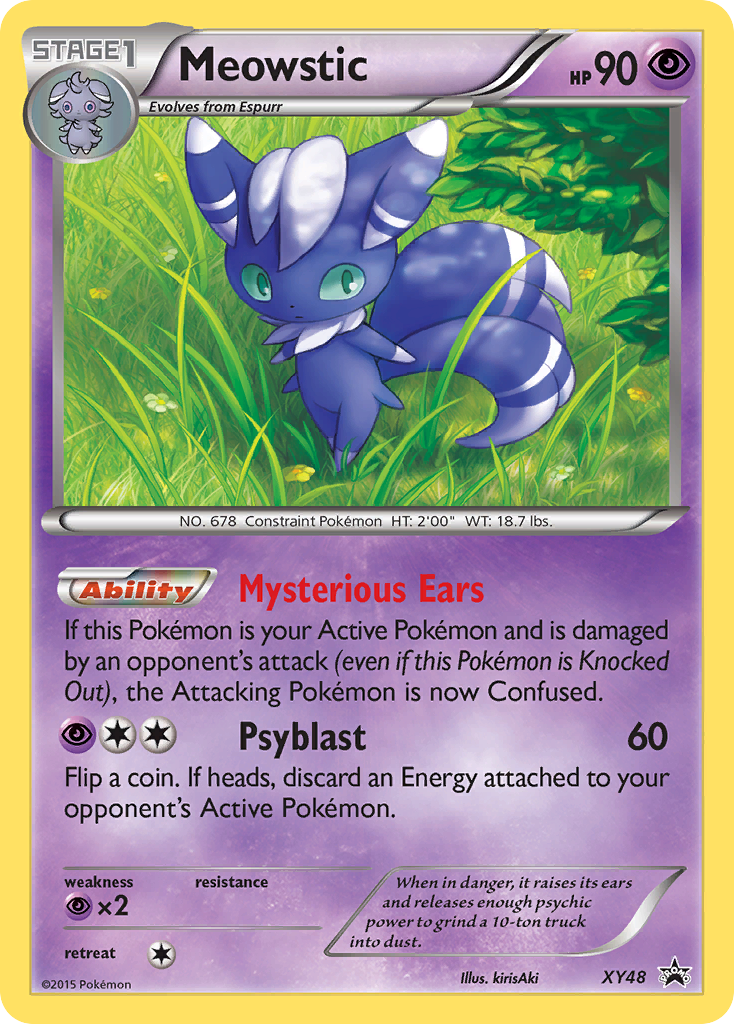 STAGE1
Meowstic
HP 90
Evolves from Espurr
NO. 678 Constraint Pokémon HT: 2'00" WT: 18.7 lbs.
Ability Mysterious Ears
If this Pokémon is your Active Pokémon and is damaged
by an opponent's attack (even if this Pokémon is Knocked
Out), the Attacking Pokémon is now Confused.
Psyblast 60
Flip a coin. If heads, discard an Energy attached to your
opponent's Active Pokémon.
weakness resistance
×2
retreat
When in danger, it raises its ears
and releases enough psychic
power to grind a 10-ton truck
into dust.
©2015 Pokémon
Illus. kirisAki
XY48
PROMO